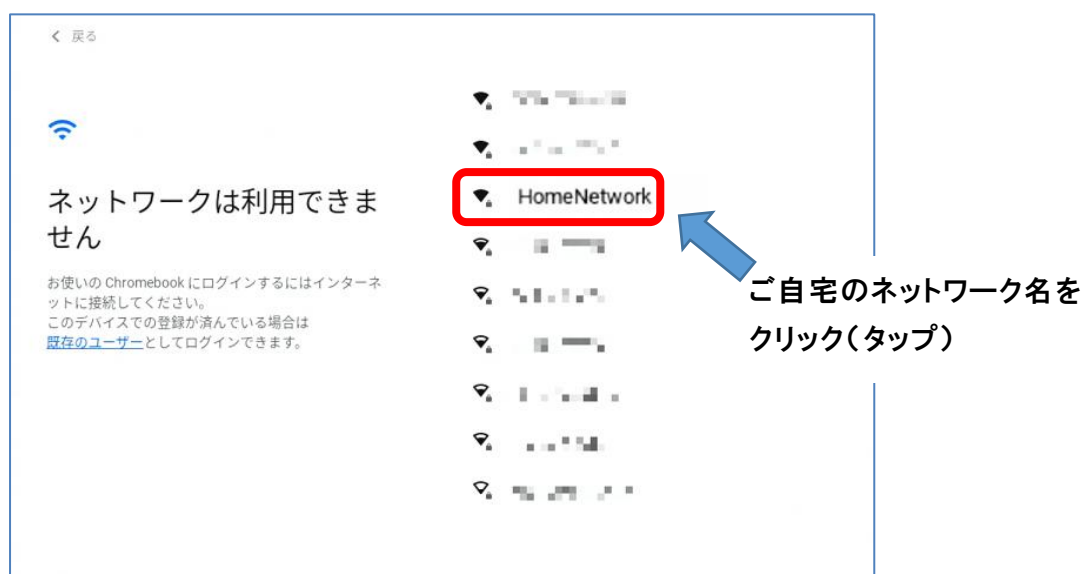 戻る
ネットワークは利用できま
せん
お使いの Chromebook にログインするにはインターネ
ットに接続してください。
このデバイスでの登録が済んでいる場合は
既存のユーザーとしてログインできます。
HomeNetwork
ご自宅のネットワーク名を
クリック(タップ)